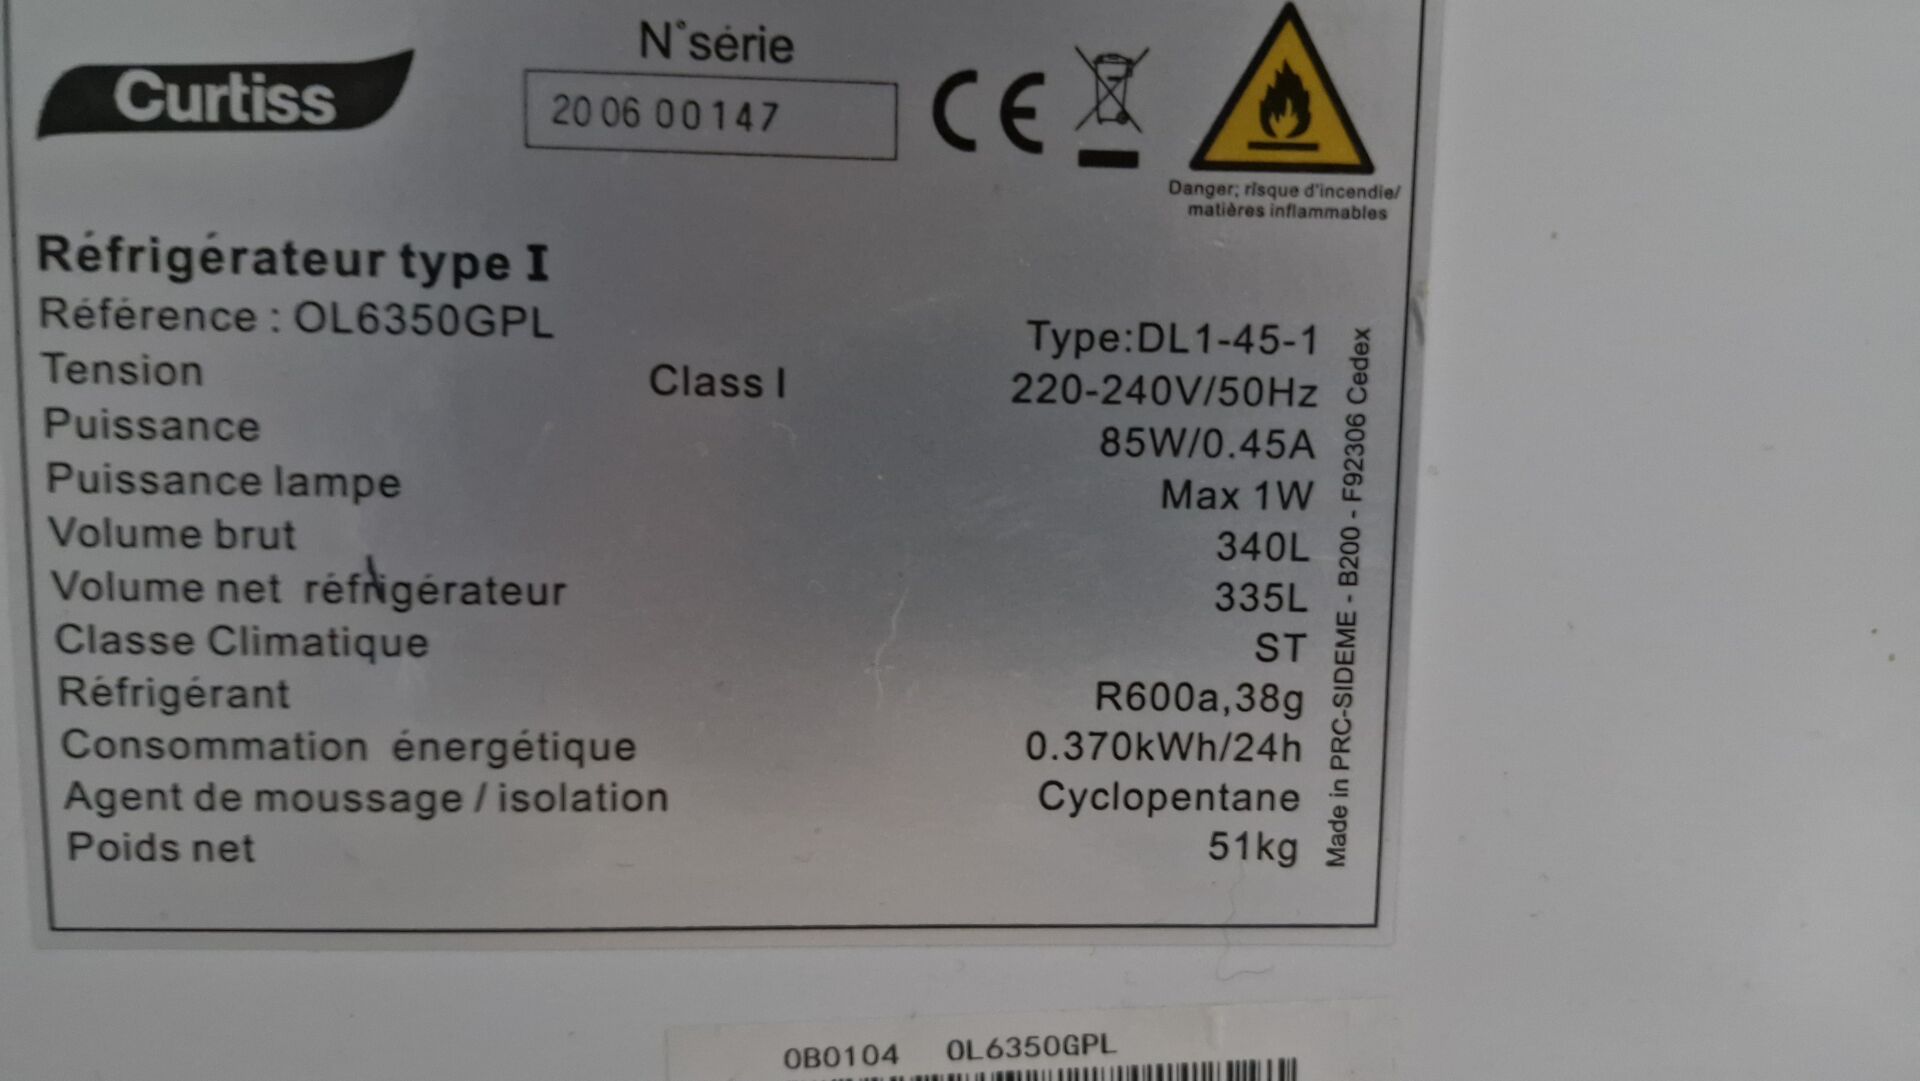 Curtiss
N°série
20 06 00147
CE
Danger; risque d'incendie/
matières inflammables
Réfrigérateur type I
Référence : OL6350GPL
Type:DL1-45-1
Tension Class I 220-240V/50Hz
Puissance 85W/0.45A
Puissance lampe Max 1W
Volume brut 340L
Volume net réfrigérateur 335L
Classe Climatique ST
Réfrigérant R600a,38g
Consommation énergétique 0.370kWh/24h
Agent de moussage / isolation Cyclopentane
Poids net 51kg
Made in PRC-SIDEME - B200 - F92306 Cedex
0B0104 OL6350GPL